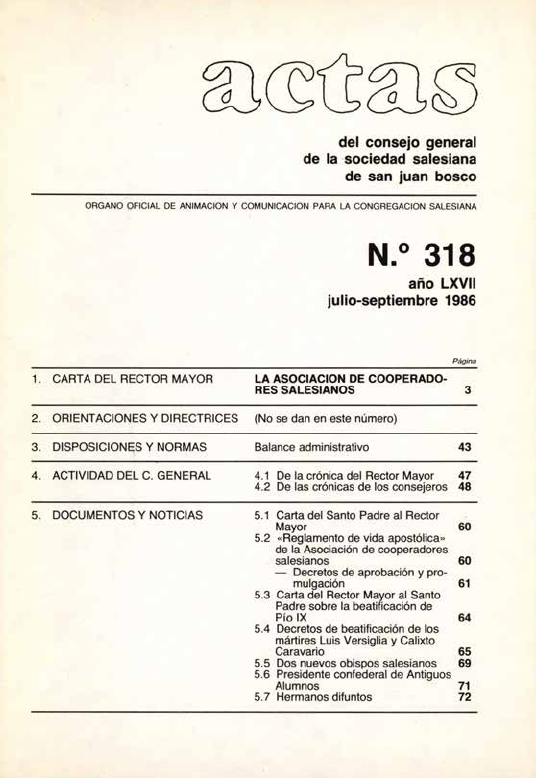 actas
del consejo general
de la sociedad salesiana
de san juan bosco
ORGANO OFICIAL DE ANIMACION Y COMUNICACION PARA LA CONGREGACION SALESIANA
N.º 318
año LXVII
julio-septiembre 1986
Página
1. CARTA DEL RECTOR MAYOR LA ASOCIACION DE COOPERADO-
RES SALESIANOS 3
2. ORIENTACIONES Y DIRECTRICES (No se dan en este número)
3. DISPOSICIONES Y NORMAS Balance administrativo 43
4. ACTIVIDAD DEL C. GENERAL 4.1 De la crónica del Rector Mayor 47
4.2 De las crónicas de los consejeros 48
5. DOCUMENTOS Y NOTICIAS 5.1 Carta del Santo Padre al Rector
Mayor 60
5.2 «Reglamento de vida apostólica»
de la Asociación de cooperadores
salesianos 60
— Decretos de aprobación y pro-
mulgación 61
5.3 Carta del Rector Mayor al Santo
Padre sobre la beatificación de
Pío IX 64
5.4 Decretos de beatificación de los
mártires Luis Versiglia y Calixto
Caravario 65
5.5 Dos nuevos obispos salesianos 69
5.6 Presidente confederal de Antiguos
Alumnos 71
5.7 Hermanos difuntos 72